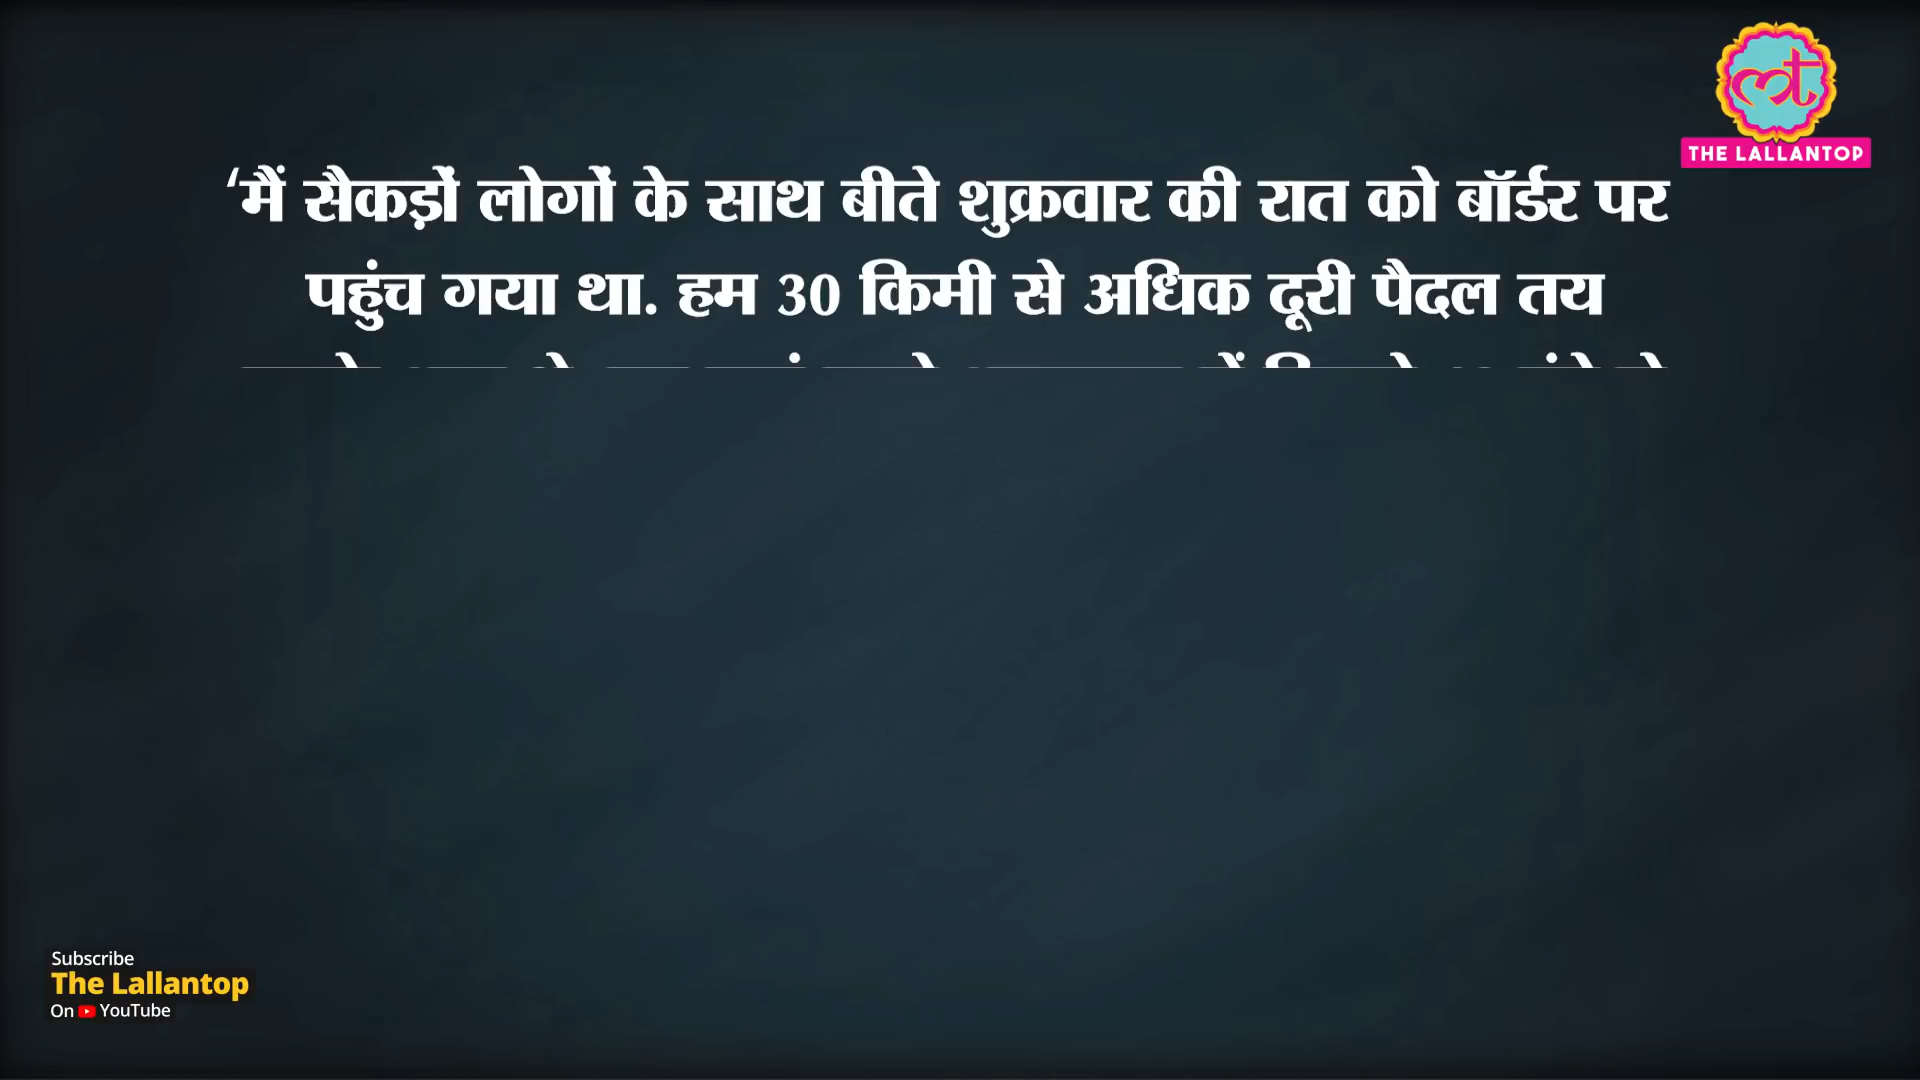 THE LALLANTOP
‘मैं सैकड़ों लोगों के साथ बीते शुक्रवार की रात को बॉर्डर पर
पहुंच गया था. हम 30 किमी से अधिक दूरी पैदल तय
Subscribe
The Lallantop
On YouTube